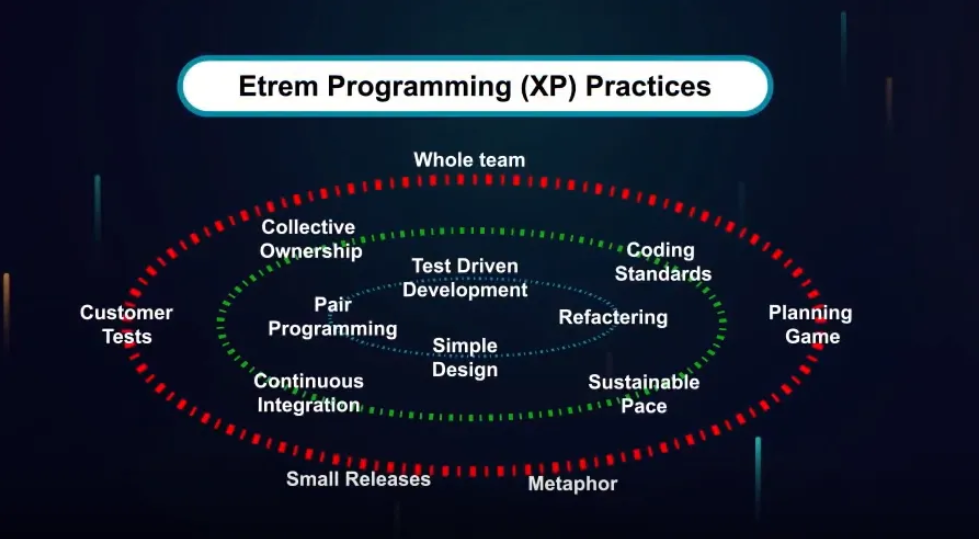 Etrem Programming (XP) Practices
Whole team
Collective
Ownership
Coding
Standards
Test Driven
Development
Customer
Tests
Pair
Programming
Refactering
Planning
Game
Simple
Design
Continuous
Integration
Sustainable
Pace
Small Releases
Metaphor